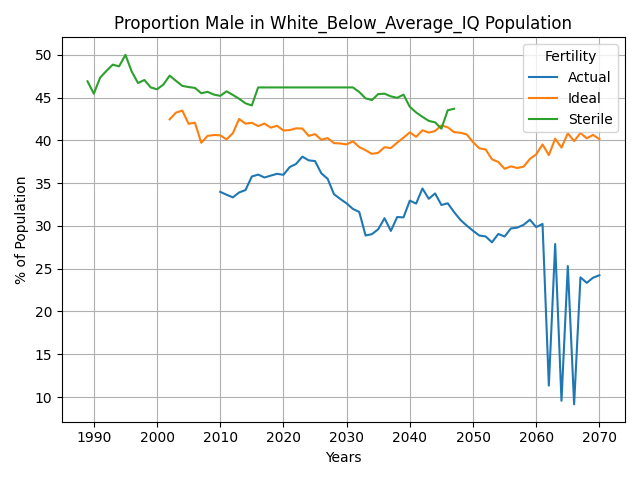 Proportion Male in White_Below_Average_IQ Population
% of Population
50
45
40
35
30
25
20
15
10
Fertility
Actual
Ideal
Sterile
1990 2000 2010 2020 2030 2040 2050 2060 2070
Years